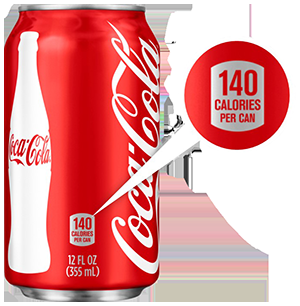 Coca-Cola
Coca-Cola
140
CALORIES
PER CAN
12 FL OZ
(355 mL)
140
CALORIES
PER CAN